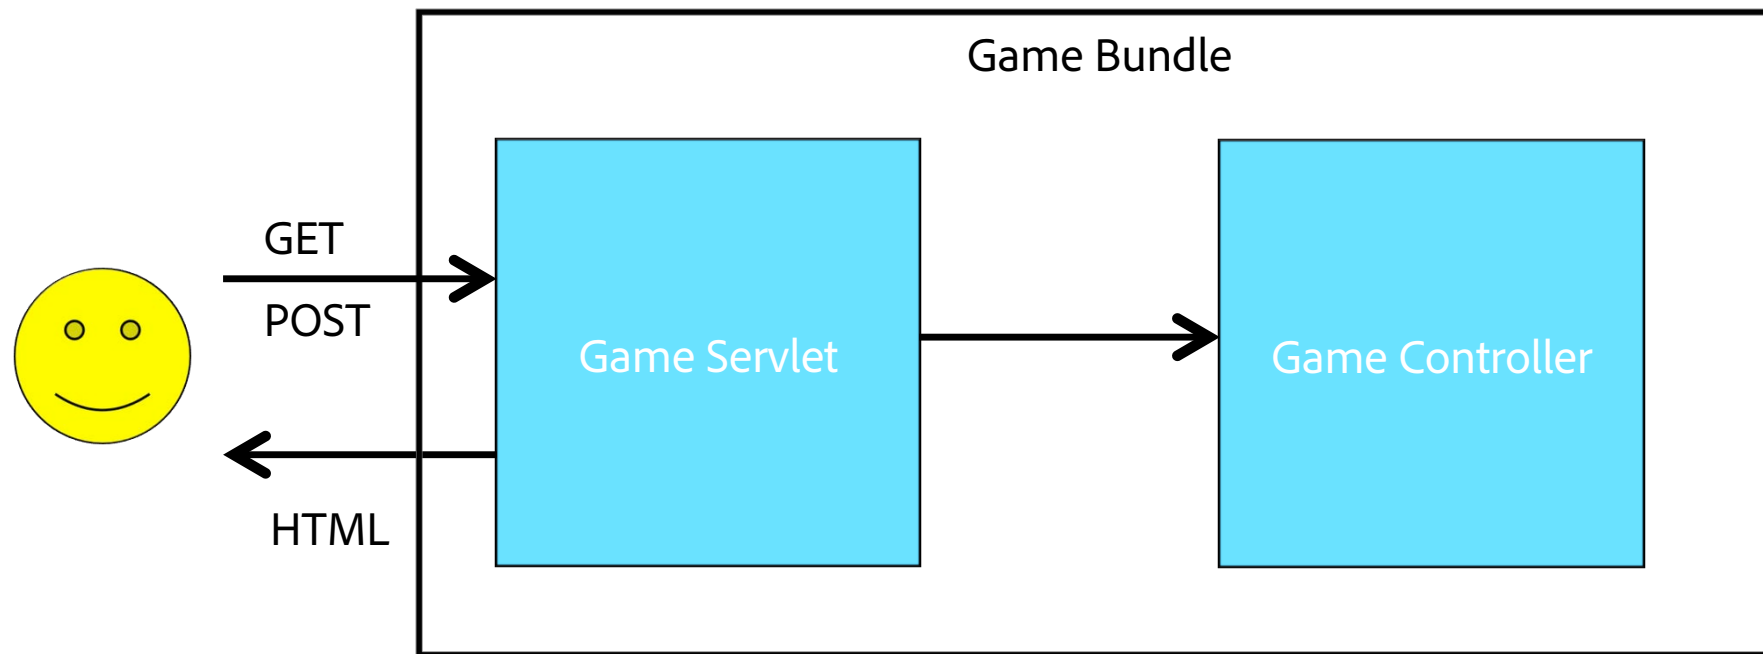 Game Bundle
GET
POST
Game Servlet
Game Controller
HTML